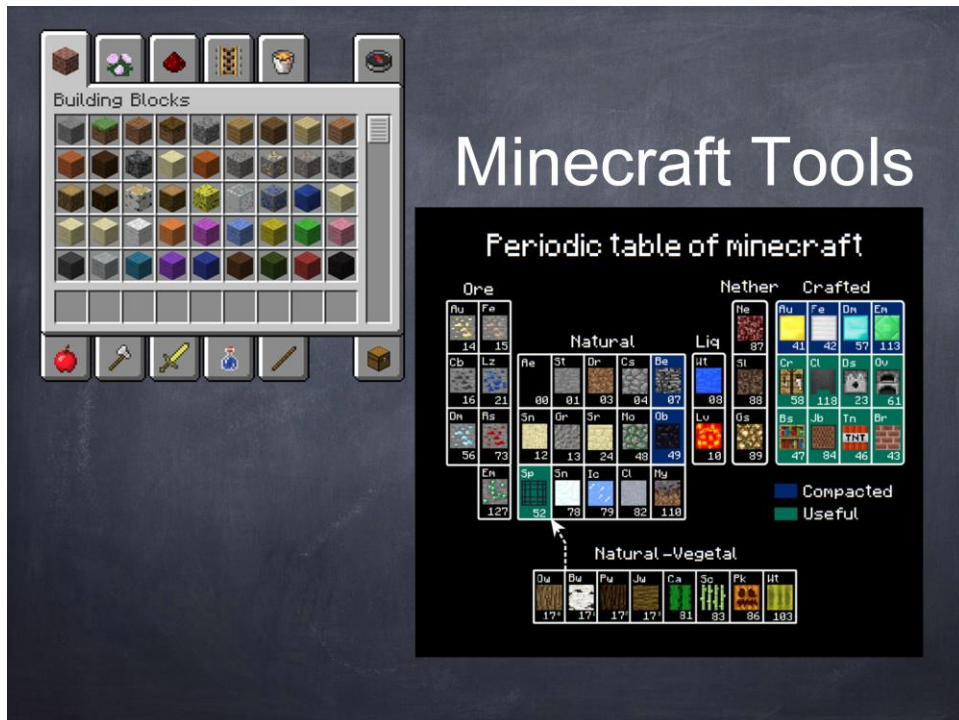 Building Blocks
Minecraft Tools
Periodic table of minecraft
Ore
Nether Crafted
Au Fe
14 15
Ne
87
Au Fe Dm Em
41 42 57 113
Natural
Liq
Cb Lz
16 21
Ae St Dr Cs Be
00 01 03 04 07
Wt
08
Sl
88
Cr Cl Ds Ov
58 118 23 61
Dm Rs
56 73
Sn Gr Sr Mo Ob
12 13 24 48 49
Lv
10
Gs
89
Bs Jb Tn Br
TNT
47 84 46 43
Em
127
Sp Sn Ic Cl My
52 78 79 82 110
Compacted
Useful
Natural-Vegetal
Ow Bw Pw Jw Ca Sc Pk Wt
17 17 17 17 81 83 86 103